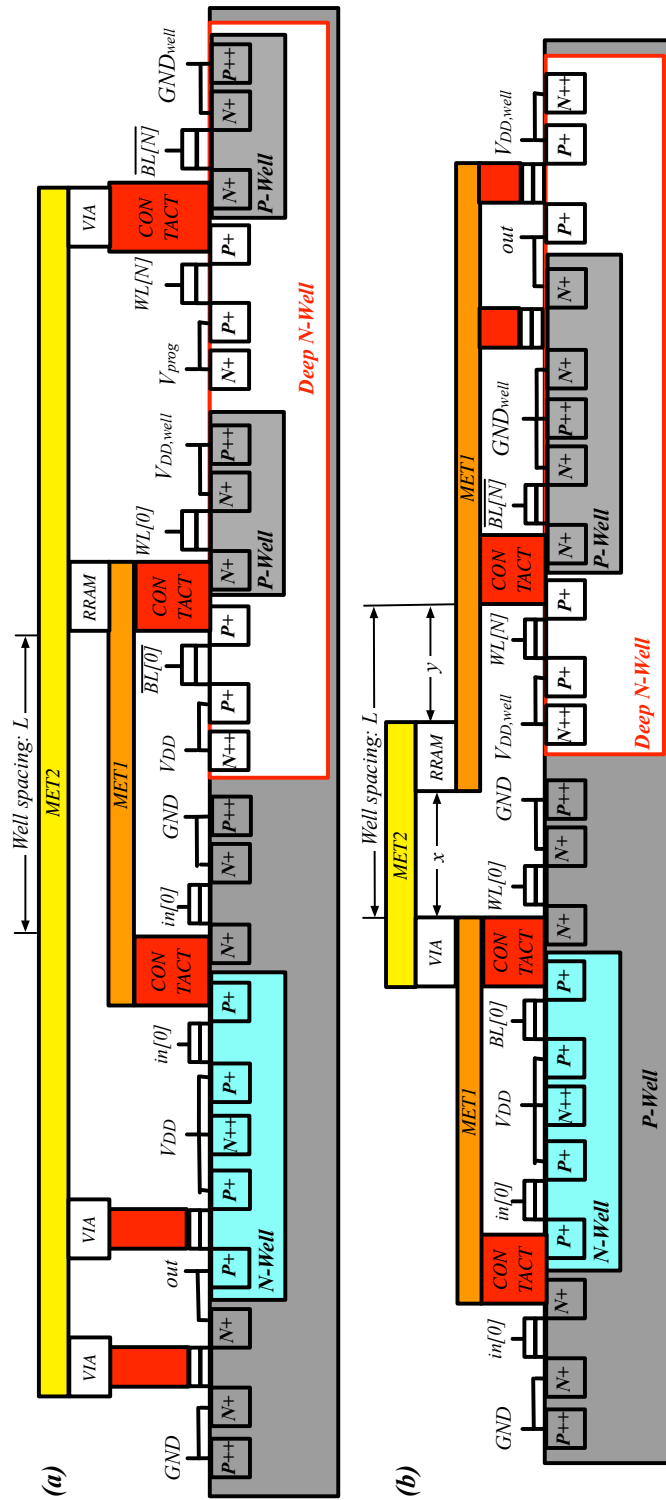 (a)
MET2
Well spacing: L
VIA
VIA
RRAM
VIA
MET1
CON
TACT
CON
TACT
CON
TACT
GND
out
VDD
in[0]
in[0]
GND
VDD
BL[0]
WL[0]
VDD,well
Vprog
WL[N]
BL[N]
GNDwell
P++ N+ N+ P+ P+ N++ P+ P+ N+ N+ P++ N++ P+ P+ N+ N+ P++ N+ P+ P+ N+ N+ P++
N-Well
P-Well
P-Well
Deep N-Well
(b)
MET2
Well spacing: L
VIA
x
RRAM
y
MET1
MET1
CON
TACT
CON
TACT
CON
TACT
GND
in[0]
in[0]
VDD
BL[0]
WL[0]
GND
VDD,well
WL[N]
BL[N]
GNDwell
out
VDD,well
P++ N+ N+ P+ P+ N++ P+ P+ N+ N+ P++ N++ P+ P+ N+ N+ P++ N+ N+ P+ P+ N++
N-Well
P-Well
P-Well
Deep N-Well